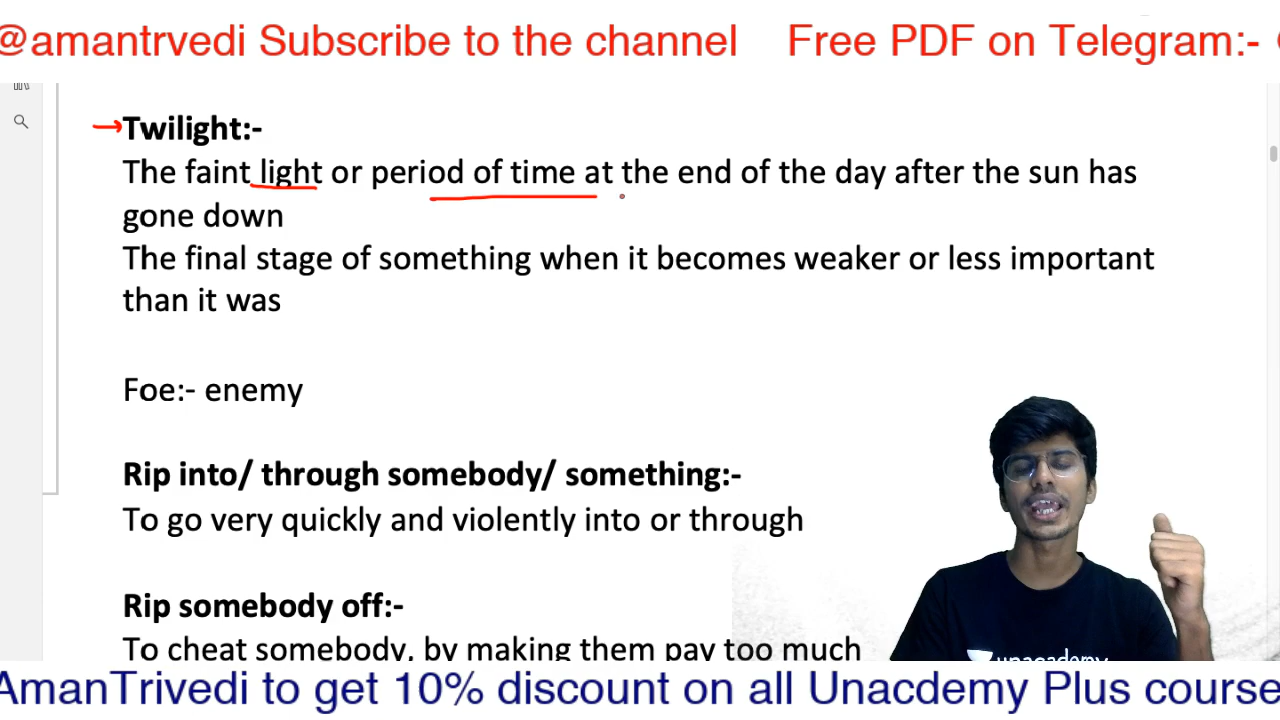 @amantrvedi Subscribe to the channel    Free PDF on Telegram:-
Twilight:-
The faint light or period of time at the end of the day after the sun has
gone down
The final stage of something when it becomes weaker or less important
than it was
Foe:- enemy
Rip into/ through somebody/ something:-
To go very quickly and violently into or through
Rip somebody off:-
To cheat somebody, by making them pay too much
unacademy
AmanTrivedi to get 10% discount on all Unacdemy Plus course